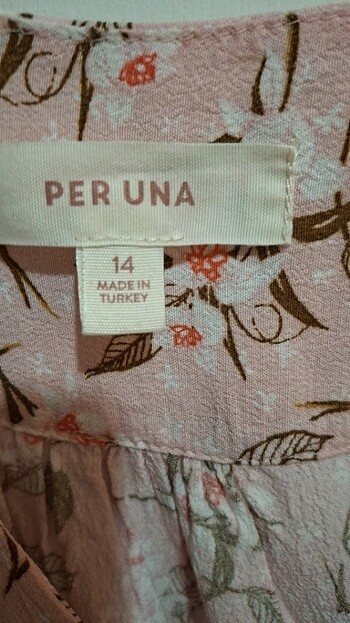 PER UNA
14
MADE IN
TURKEY